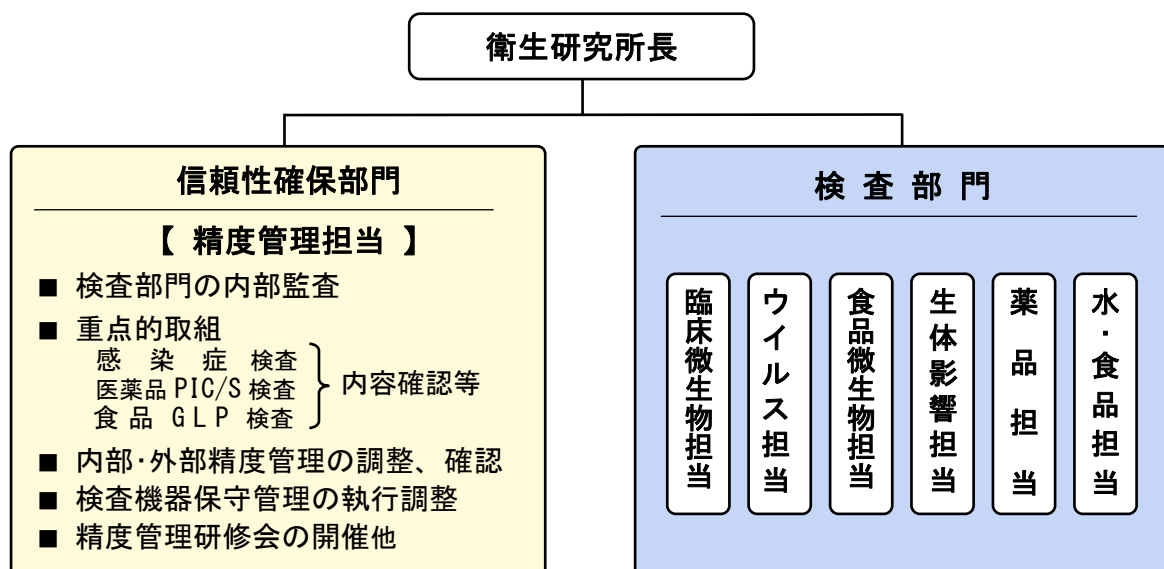 衛生研究所長
信頼性確保部門
【 精度管理担当 】
■ 検査部門の内部監査
■ 重点的取組
感 染 症 検査
医薬品 PIC/S 検査
食 品 G L P 検査
内容確認等
■ 内部・外部精度管理の調整、確認
■ 検査機器保守管理の執行調整
■ 精度管理研修会の開催他
検 査 部 門
臨床微生物担当
ウイルス担当
食品微生物担当
生体影響担当
薬品担当
水・食品担当